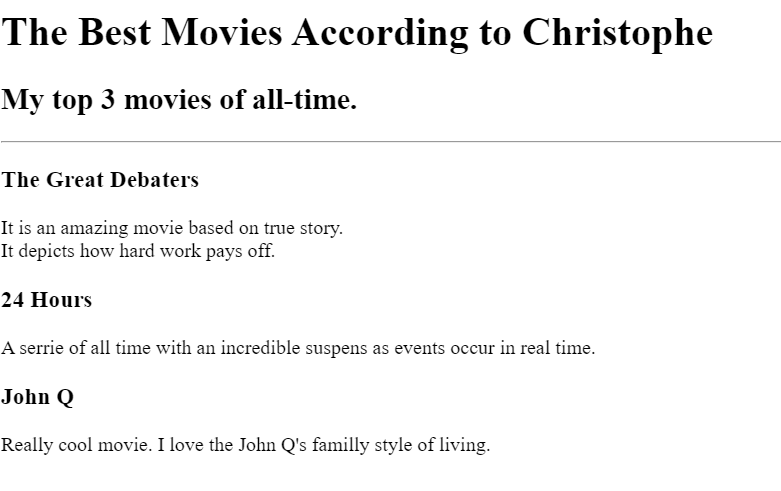 The Best Movies According to Christophe
My top 3 movies of all-time.
The Great Debaters
It is an amazing movie based on true story.
It depicts how hard work pays off.
24 Hours
A serrie of all time with an incredible suspens as events occur in real time.
John Q
Really cool movie. I love the John Q's familly style of living.